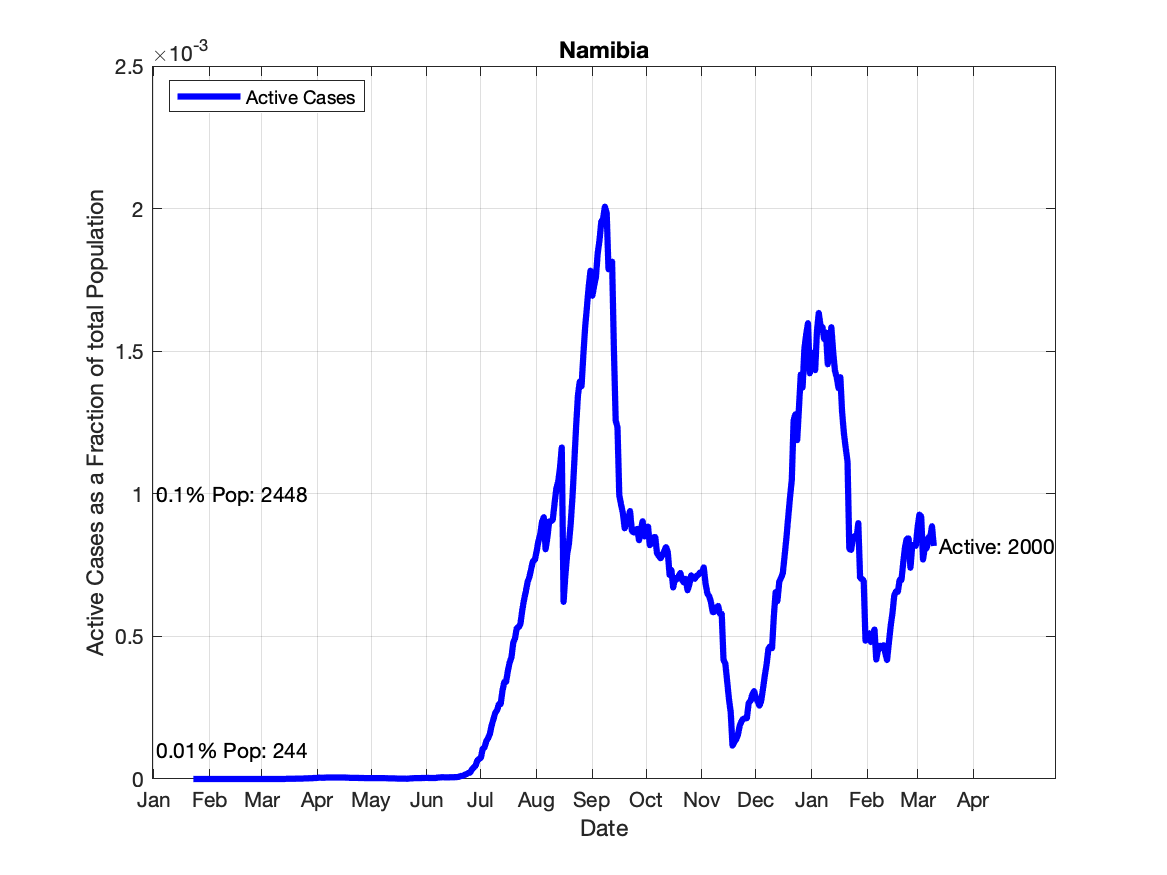 Namibia
×10-3
2.5
2
1.5
1
0.5
0
Active Cases
0.1% Pop: 2448
0.01% Pop: 244
Active: 2000
Active Cases as a Fraction of total Population
Jan Feb Mar Apr May Jun Jul Aug Sep Oct Nov Dec Jan Feb Mar Apr
Date